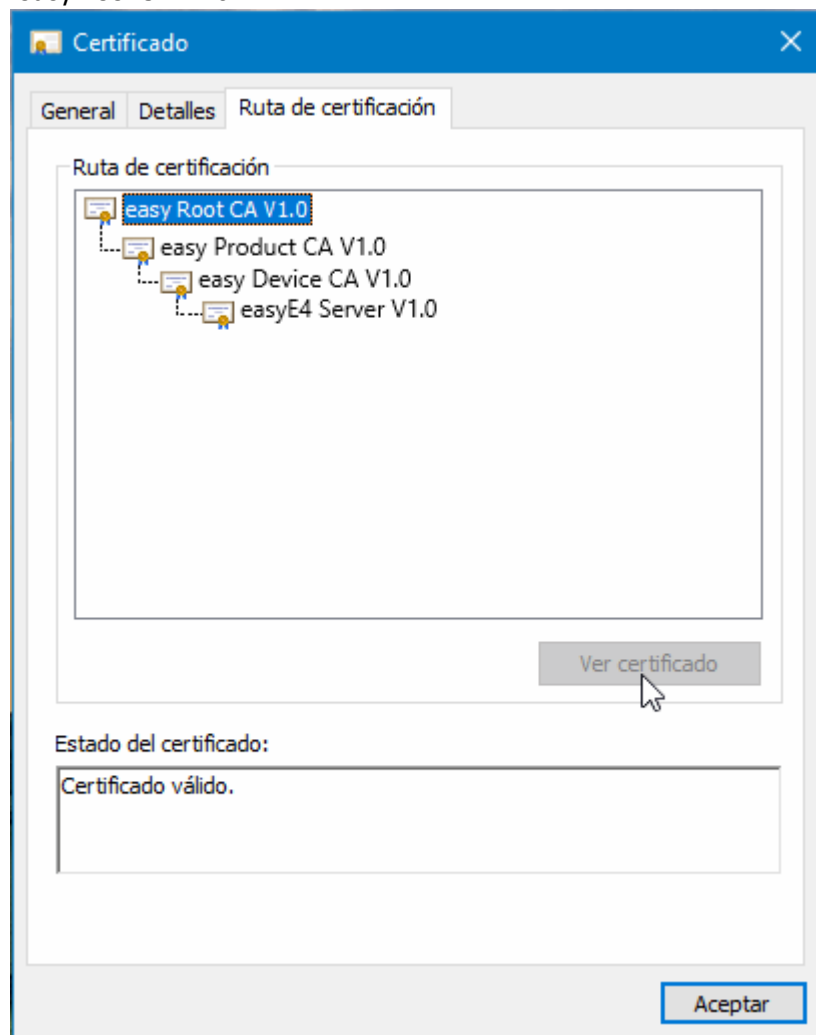 Certificado
General Detalles Ruta de certificación
Ruta de certificación
easy Root CA V1.0
easy Product CA V1.0
easy Device CA V1.0
easyE4 Server V1.0
Ver certificado
Estado del certificado:
Certificado válido.
Aceptar